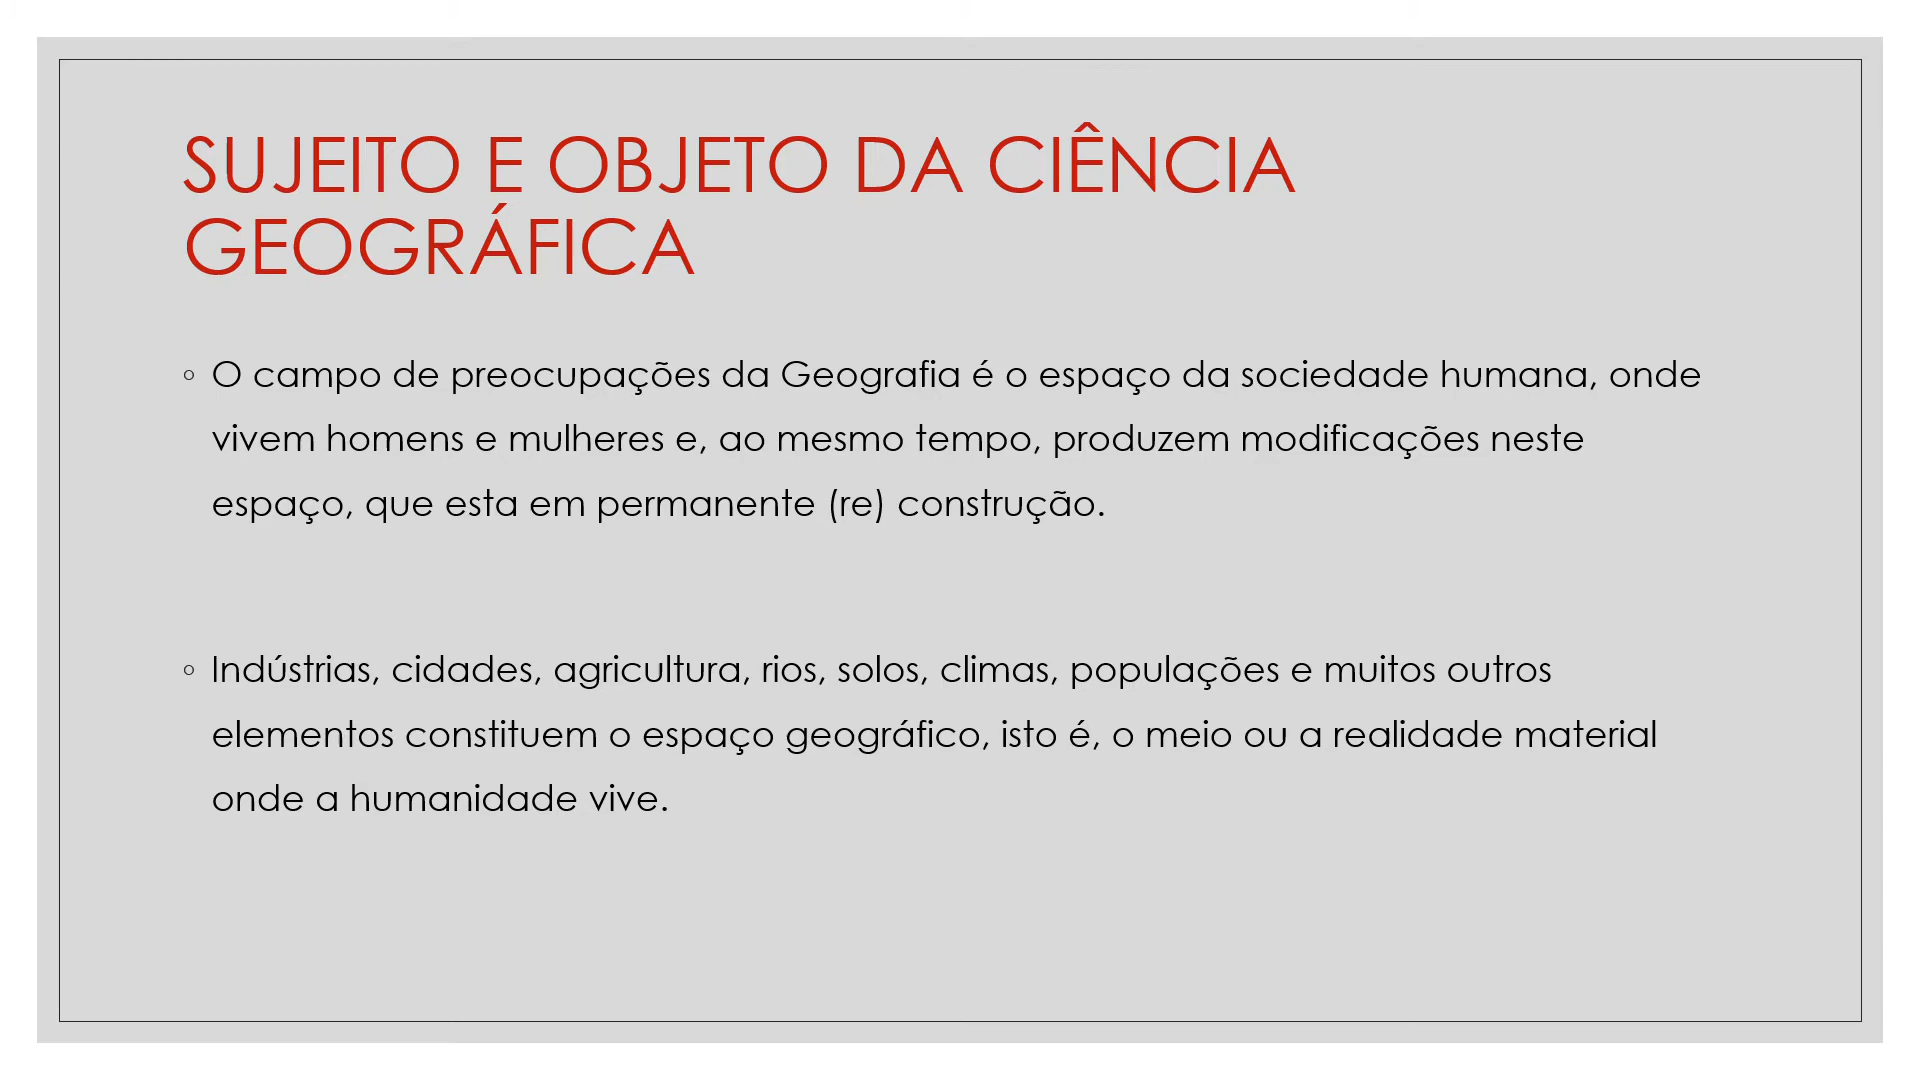 SUJEITO E OBJETO DA CIÊNCIA
GEOGRÁFICA
◦ O campo de preocupações da Geografia é o espaço da sociedade humana, onde
vivem homens e mulheres e, ao mesmo tempo, produzem modificações neste
espaço, que esta em permanente (re) construção.
◦ Indústrias, cidades, agricultura, rios, solos, climas, populações e muitos outros
elementos constituem o espaço geográfico, isto é, o meio ou a realidade material
onde a humanidade vive.